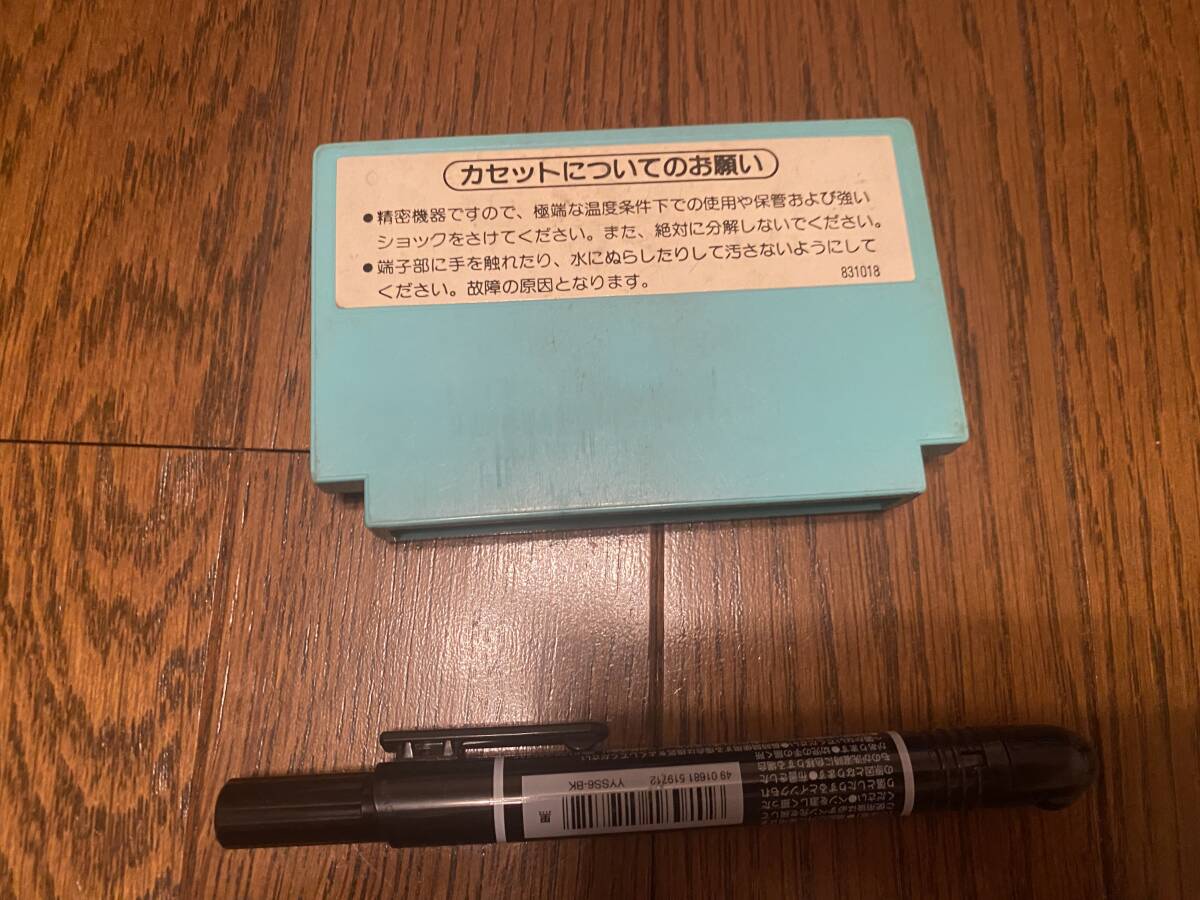 カセットについてのお願い
●精密機器ですので、極端な温度条件下での使用や保管および強い
ショックをさけてください。また、絶対に分解しないでください。
●端子部に手を触れたり、水にぬらしたりして汚さないようにして
ください。故障の原因となります。
831018
49 01681 519712
YYSS6-BK
黒